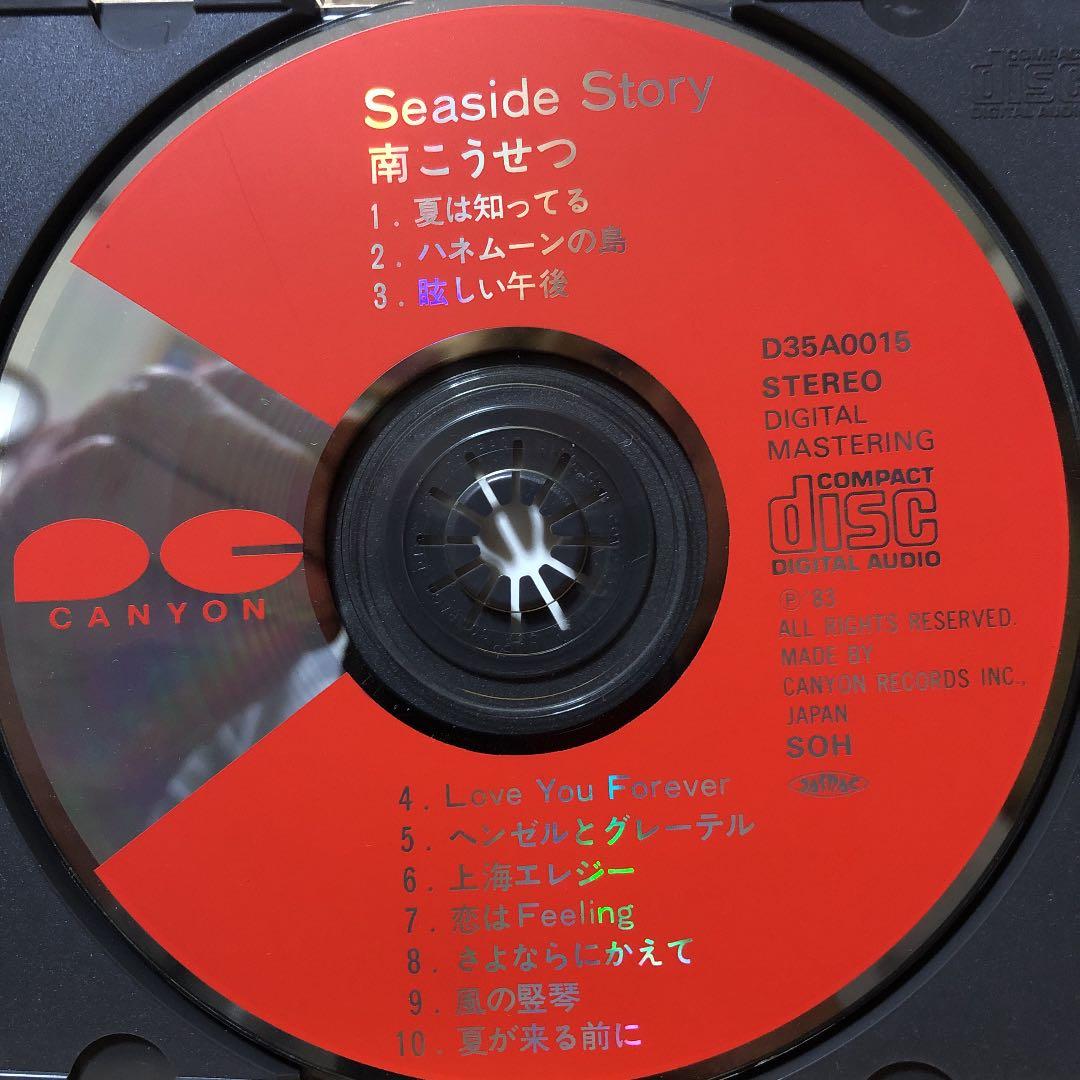 Seaside Story
南こうせつ
1. 夏は知ってる
2. ハネムーンの島
3. 眩しい午後
D35A0015
STEREO
DIGITAL
MASTERING
COMPACT
disc
DIGITAL AUDIO
Ⓟ'83
ALL RIGHTS RESERVED.
MADE BY
CANYON RECORDS INC.,
JAPAN
SOH
JASRAC
CANYON
4. Love You Forever
5. ヘンゼルとグレーテル
6. 上海エレジー
7. 恋はFeeling
8. さよならにかえて
9. 風の竪琴
10. 夏が来る前に
COMPACT
disc
DIGITAL AUDIO